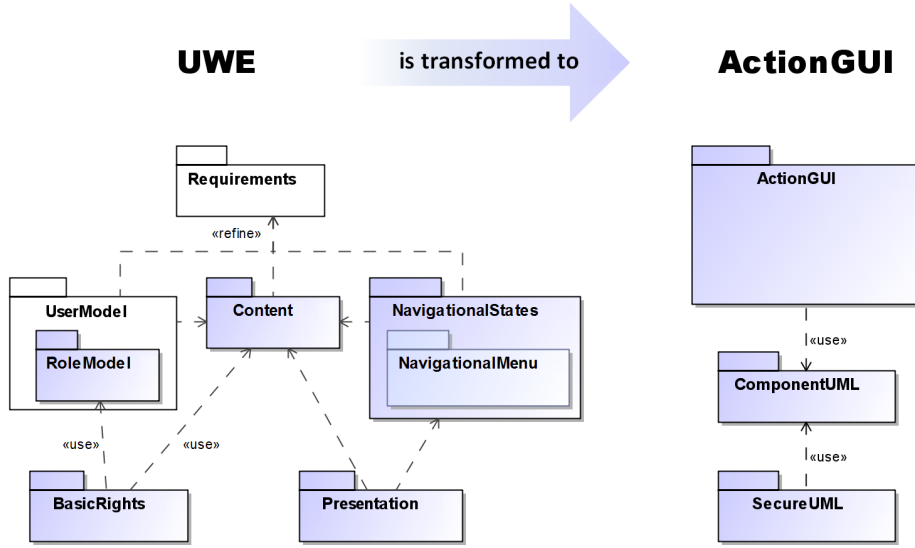 UWE
is transformed to
ActionGUI
Requirements
ActionGUI
«refine»
UserModel
Content
NavigationalStates
«use»
RoleModel
NavigationalMenu
ComponentUML
«use»
«use»
«use»
BasicRights
Presentation
SecureUML